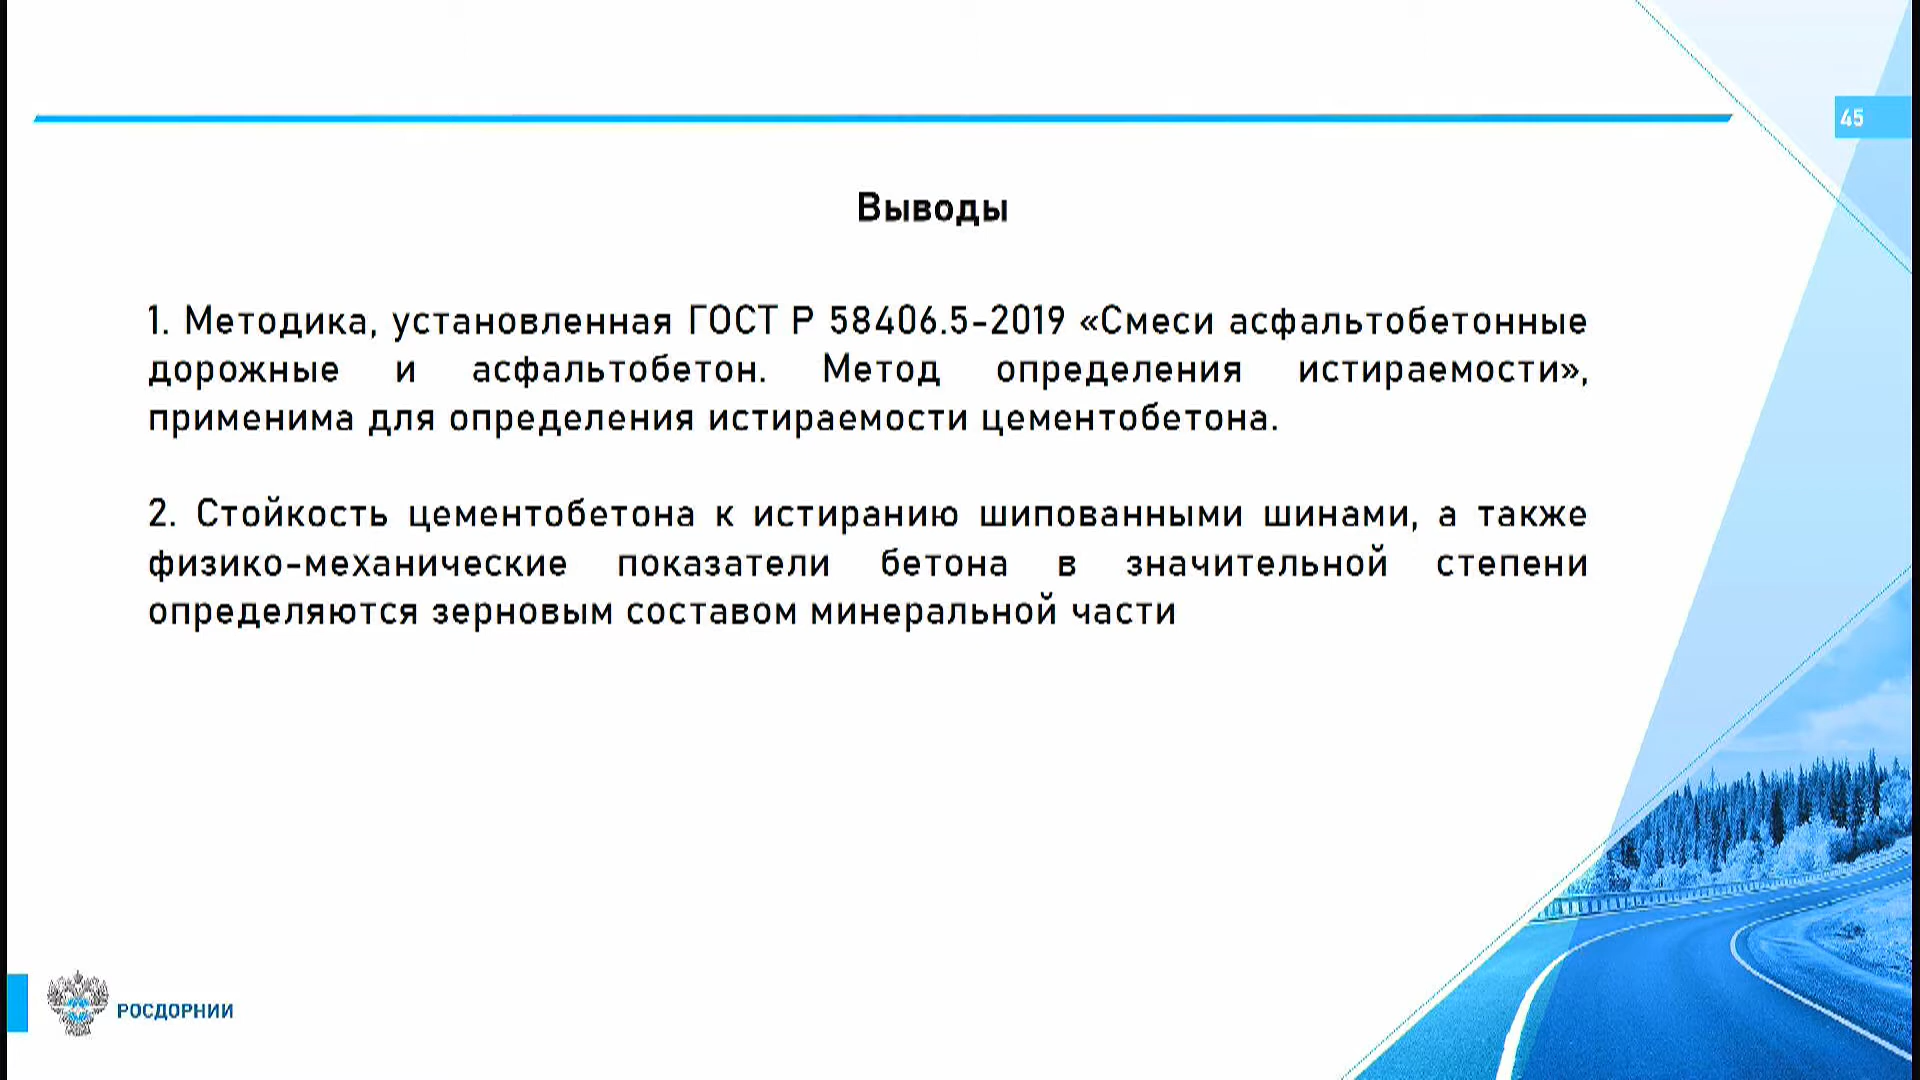 45
Выводы
1. Методика, установленная ГОСТ Р 58406.5-2019 «Смеси асфальтобетонные
дорожные и асфальтобетон. Метод определения истираемости»,
применима для определения истираемости цементобетона.
2. Стойкость цементобетона к истиранию шипованными шинами, а также
физико-механические показатели бетона в значительной степени
определяются зерновым составом минеральной части
РОСДОРНИИ